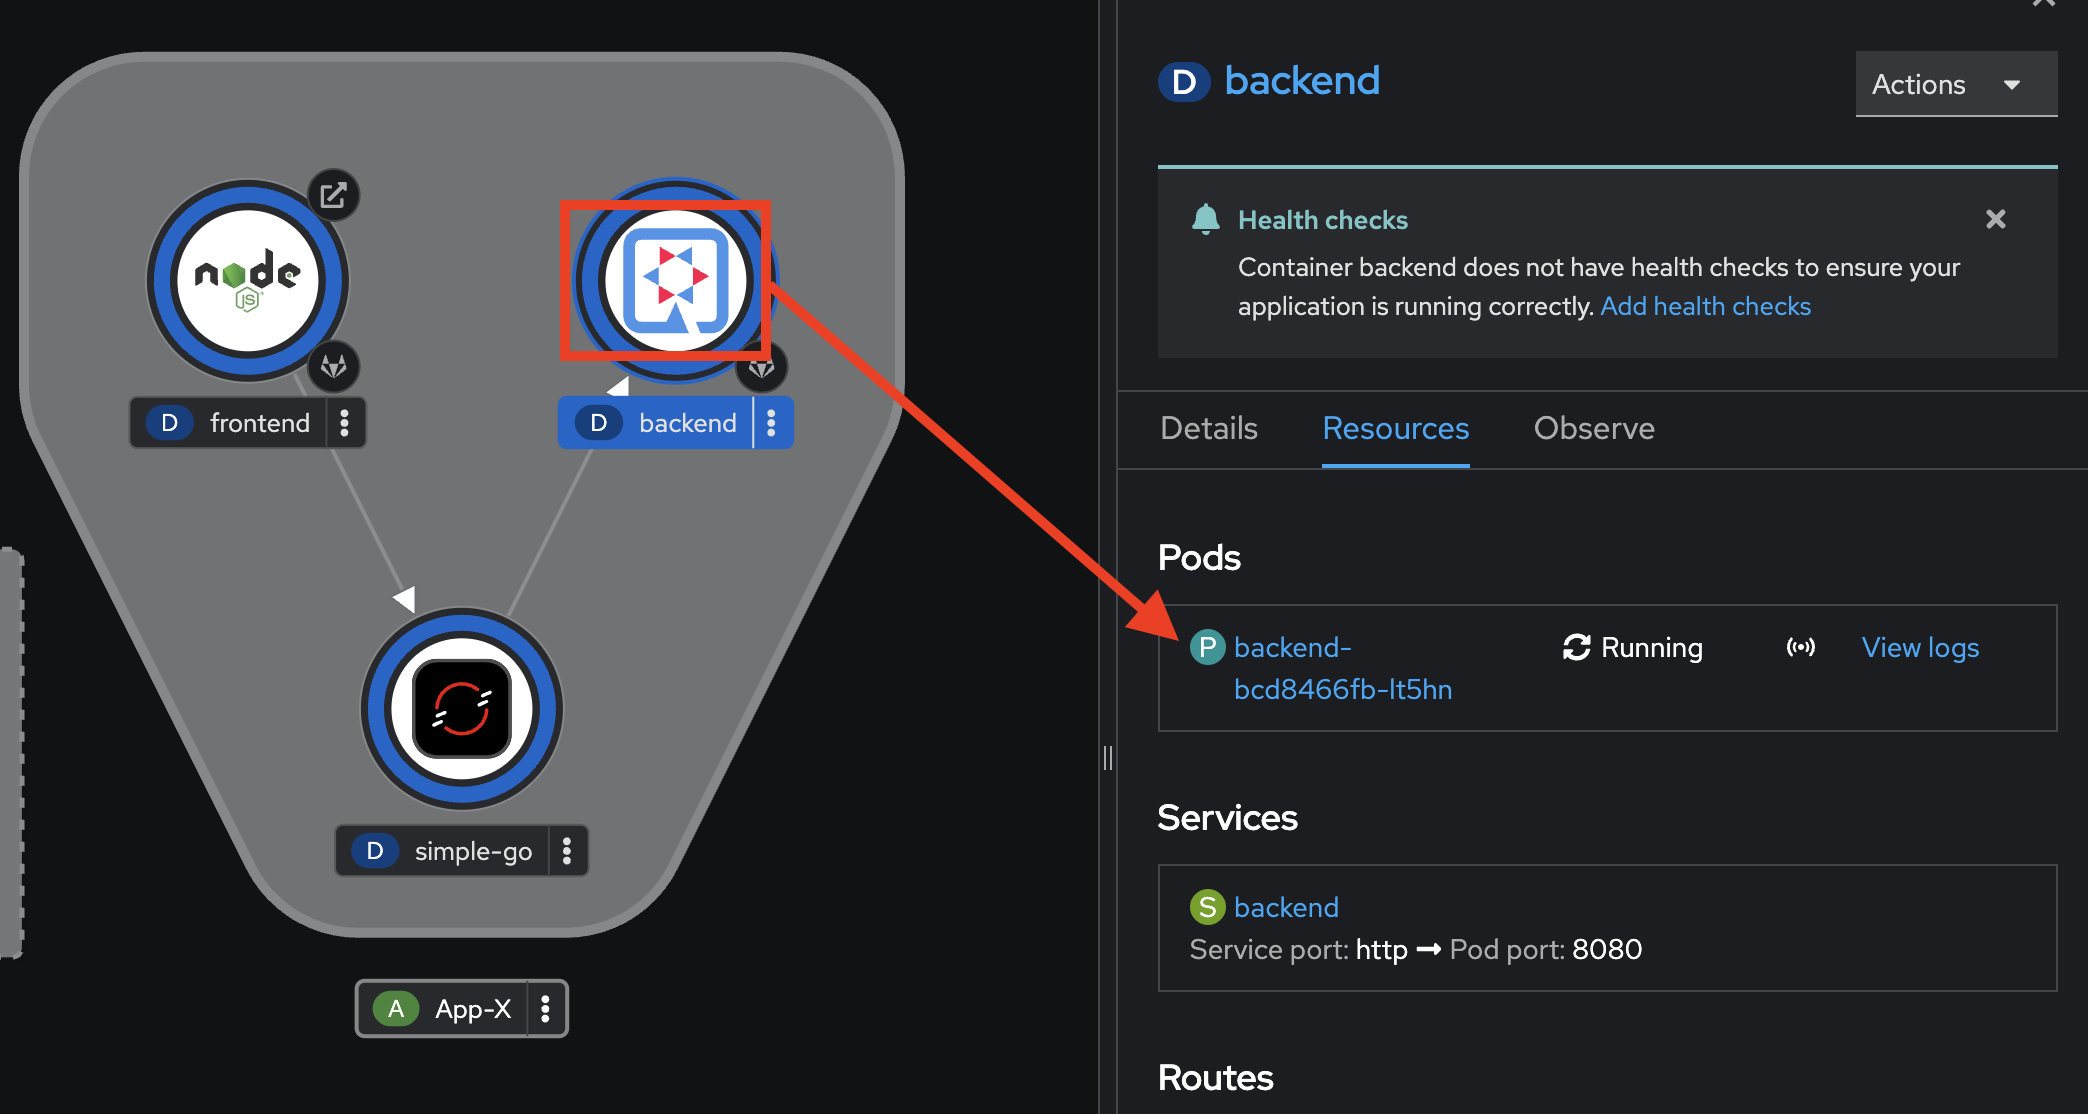 node
JS
D frontend
D backend
D simple-go
A App-X
D backend
Actions
Health checks
Container backend does not have health checks to ensure your
application is running correctly. Add health checks
Details Resources Observe
Pods
P backend-
bcd8466fb-lt5hn
Running
View logs
Services
S backend
Service port: http → Pod port: 8080
Routes